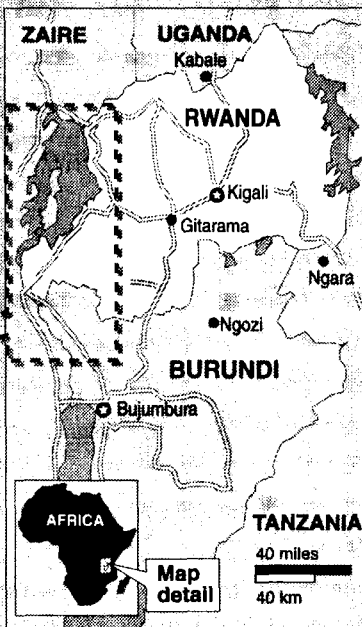 ZAIRE
UGANDA
Kabale
RWANDA
Kigali
Gitarama
Ngara
Ngozi
BURUNDI
Bujumbura
AFRICA
TANZANIA
Map
detail
40 miles
40 km